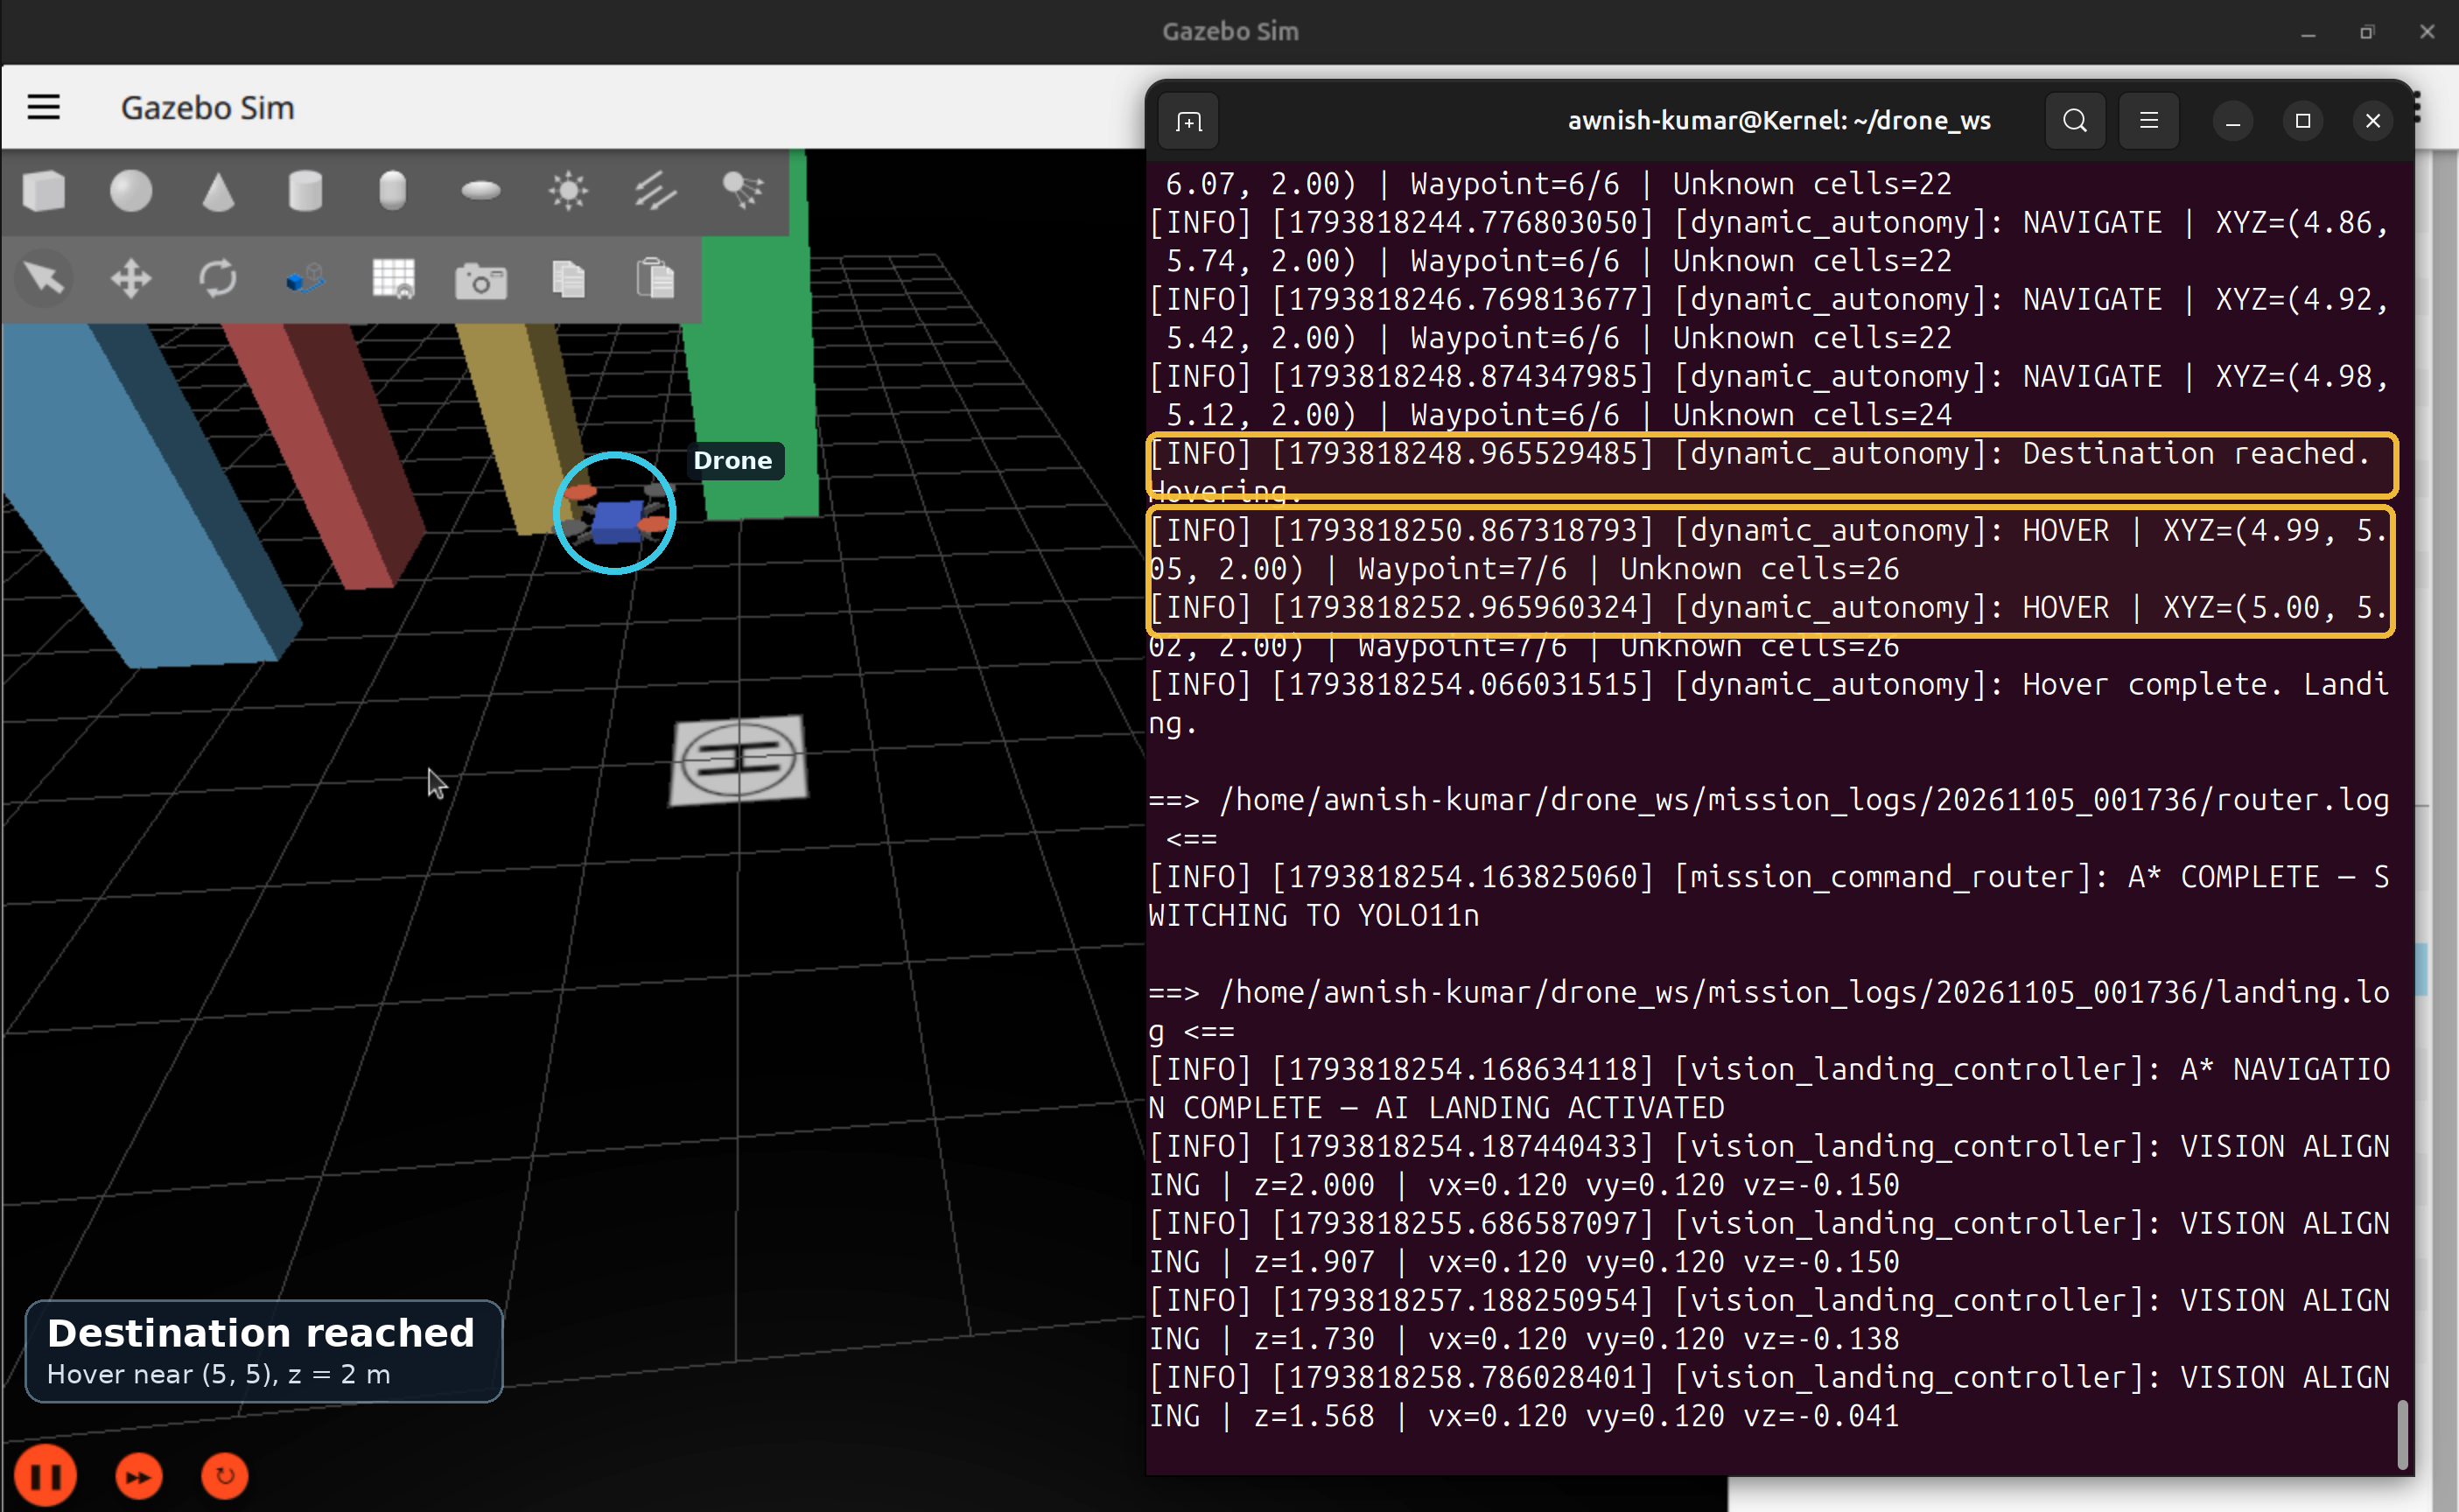 Gazebo Sim
Gazebo Sim
awnish-kumar@Kernel: ~/drone_ws
6.07, 2.00) | Waypoint=6/6 | Unknown cells=22
[INFO] [1793818244.776803050] [dynamic_autonomy]: NAVIGATE | XYZ=(4.86,
5.74, 2.00) | Waypoint=6/6 | Unknown cells=22
[INFO] [1793818246.769813677] [dynamic_autonomy]: NAVIGATE | XYZ=(4.92,
5.42, 2.00) | Waypoint=6/6 | Unknown cells=22
[INFO] [1793818248.874347985] [dynamic_autonomy]: NAVIGATE | XYZ=(4.98,
5.12, 2.00) | Waypoint=6/6 | Unknown cells=24
[INFO] [1793818248.965529485] [dynamic_autonomy]: Destination reached.
Hovering.
[INFO] [1793818250.867318793] [dynamic_autonomy]: HOVER | XYZ=(4.99, 5.
05, 2.00) | Waypoint=7/6 | Unknown cells=26
[INFO] [1793818252.965960324] [dynamic_autonomy]: HOVER | XYZ=(5.00, 5.
02, 2.00) | Waypoint=7/6 | Unknown cells=26
[INFO] [1793818254.066031515] [dynamic_autonomy]: Hover complete. Landi
ng.
==> /home/awnish-kumar/drone_ws/mission_logs/20261105_001736/router.log
<==
[INFO] [1793818254.163825060] [mission_command_router]: A* COMPLETE — S
WITCHING TO YOLO11n
==> /home/awnish-kumar/drone_ws/mission_logs/20261105_001736/landing.lo
g <==
[INFO] [1793818254.168634118] [vision_landing_controller]: A* NAVIGATIO
N COMPLETE — AI LANDING ACTIVATED
[INFO] [1793818254.187440433] [vision_landing_controller]: VISION ALIGN
ING | z=2.000 | vx=0.120 vy=0.120 vz=-0.150
[INFO] [1793818255.686587097] [vision_landing_controller]: VISION ALIGN
ING | z=1.907 | vx=0.120 vy=0.120 vz=-0.150
[INFO] [1793818257.188250954] [vision_landing_controller]: VISION ALIGN
ING | z=1.730 | vx=0.120 vy=0.120 vz=-0.138
[INFO] [1793818258.786028401] [vision_landing_controller]: VISION ALIGN
ING | z=1.568 | vx=0.120 vy=0.120 vz=-0.041
Drone
H
Destination reached
Hover near (5, 5), z = 2 m